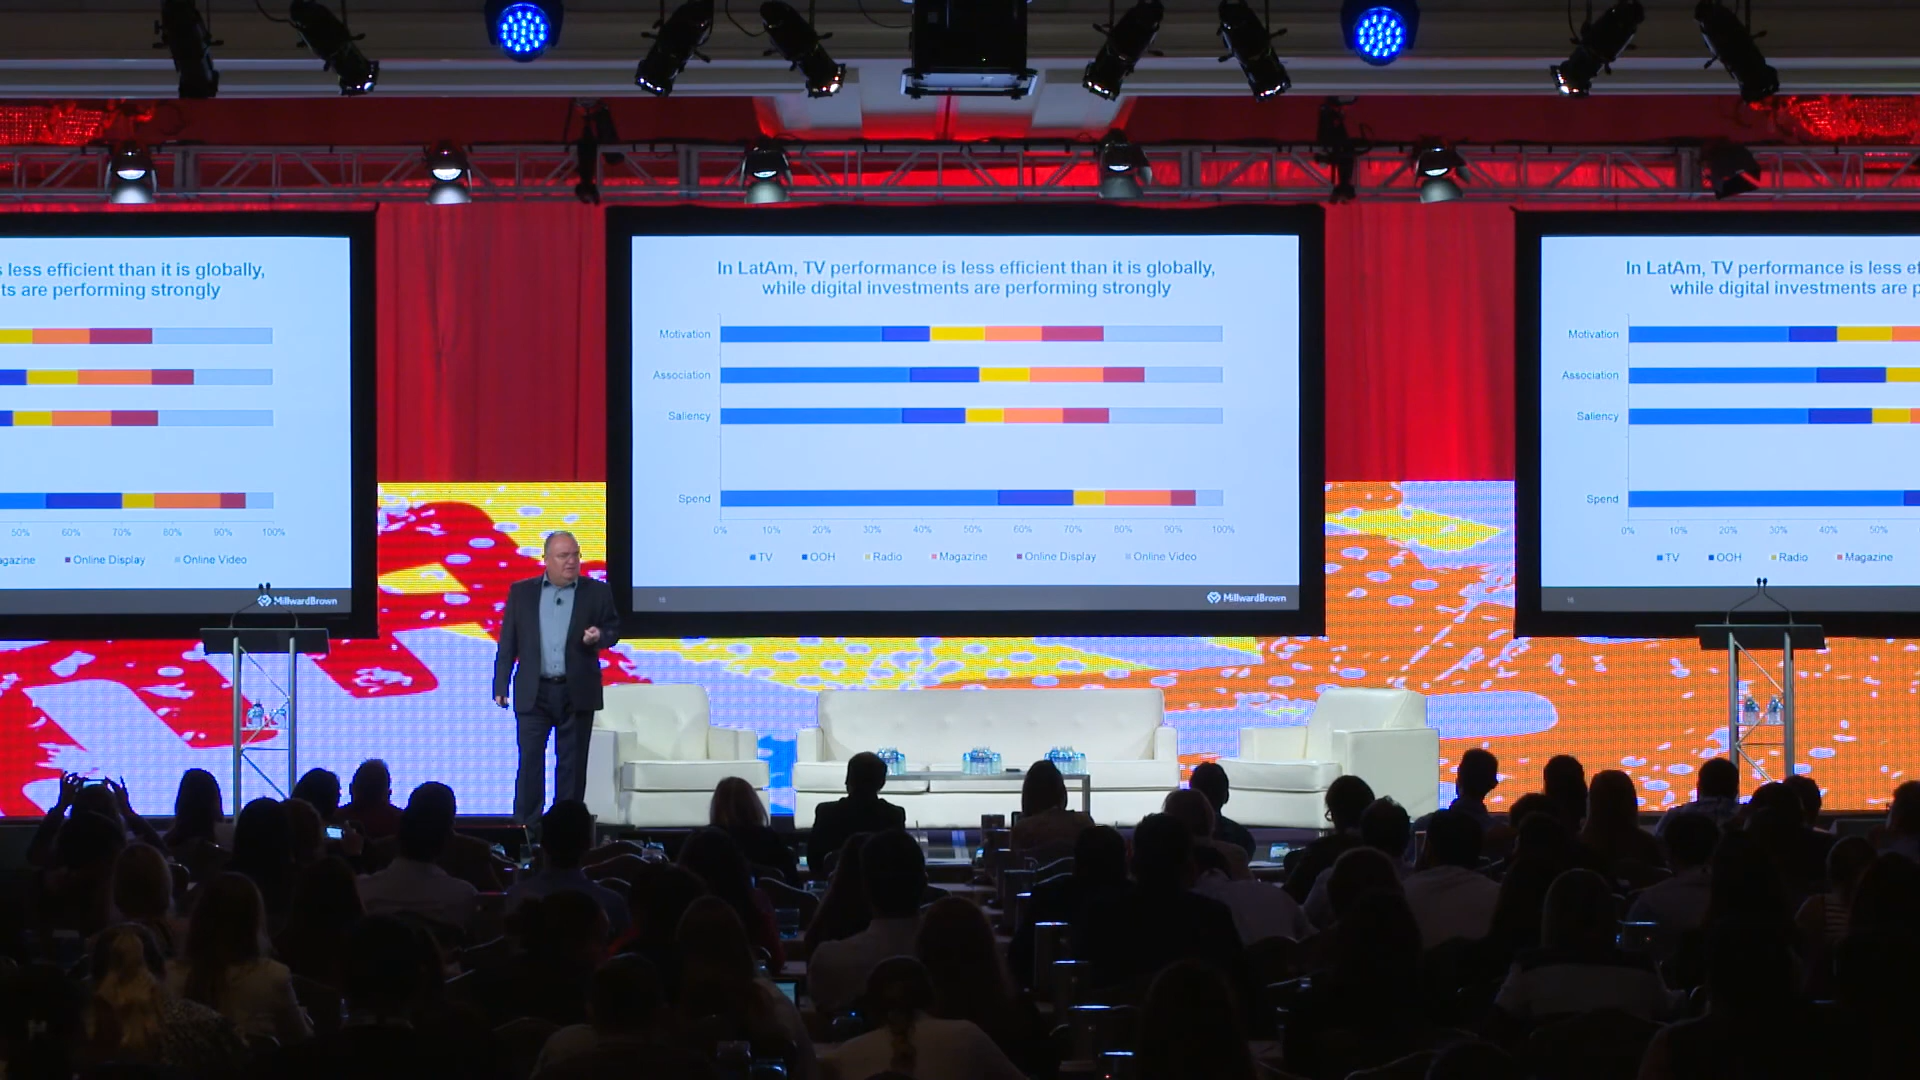 s less efficient than it is globally,
ts are performing strongly
50% 60% 70% 80% 90% 100%
agazine Online Display Online Video
MillwardBrown
In LatAm, TV performance is less efficient than it is globally,
while digital investments are performing strongly
Motivation
Association
Saliency
Spend
0% 10% 20% 30% 40% 50% 60% 70% 80% 90% 100%
TV OOH Radio Magazine Online Display Online Video
MillwardBrown
In LatAm, TV performance is less ef
while digital investments are p
Motivation
Association
Saliency
Spend
0% 10% 20% 30% 40% 50%
TV OOH Radio Magazine